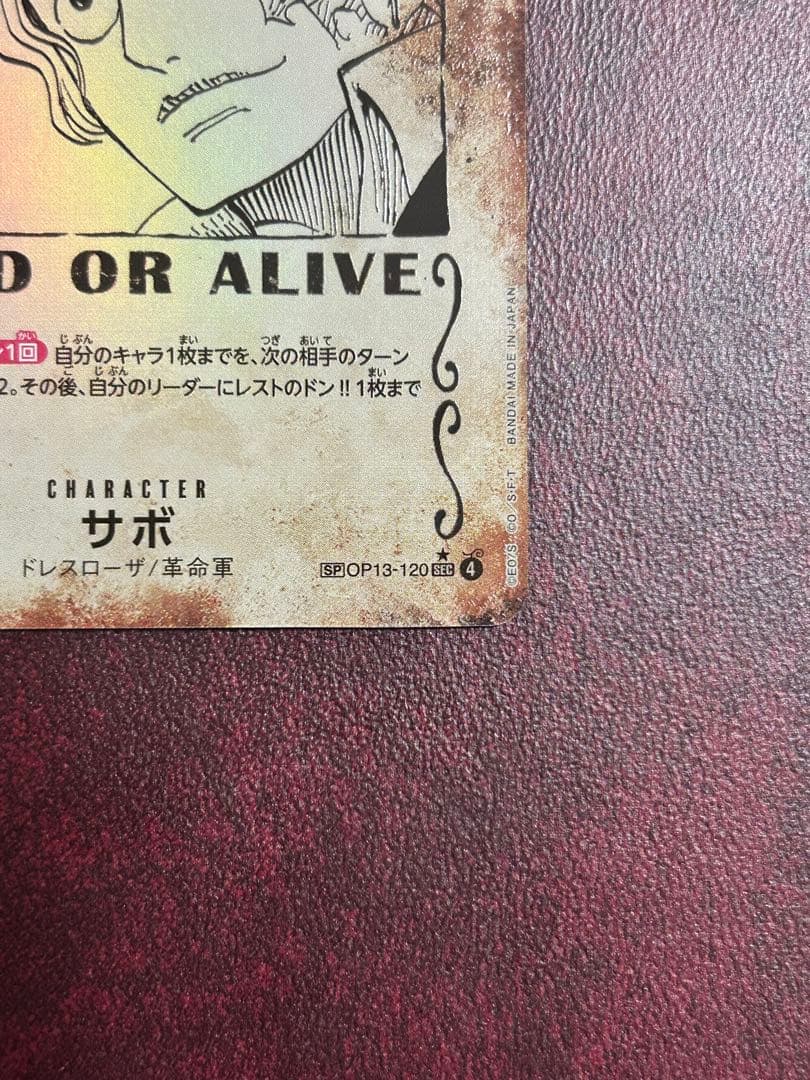 D OR ALIVE
ン1回 自分のキャラ1枚までを、次の相手のターン
2。その後、自分のリーダーにレストのドン!!1枚まで
CHARACTER
サボ
ドレスローザ/革命軍
SP OP13-120 SEC ★ 4
©EO/S. ©O/S.F.T BANDAI MADE IN JAPAN